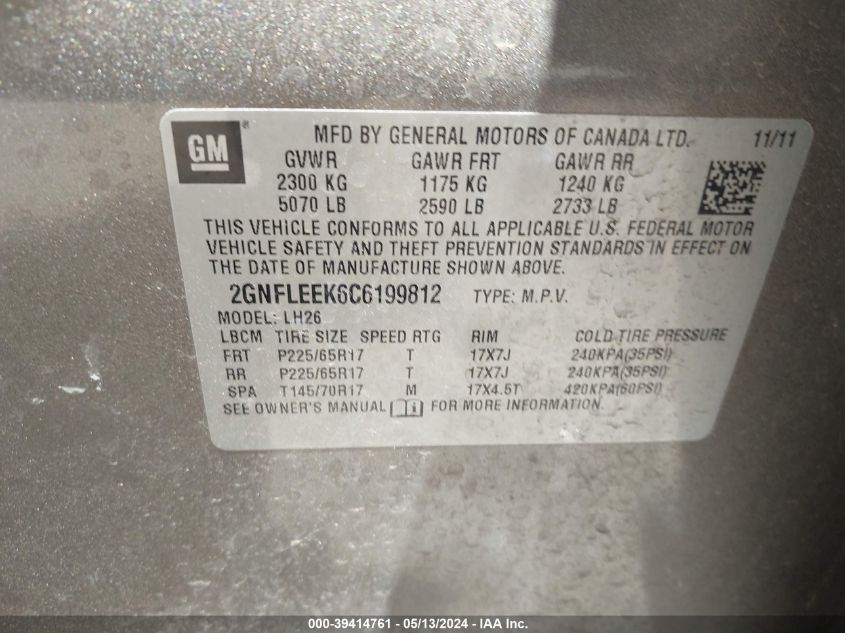 GM ® MFD BY GENERAL MOTORS OF CANADA LTD. 11/11
GVWR GAWR FRT GAWR RR
2300 KG 1175 KG 1240 KG
5070 LB 2590 LB 2733 LB
THIS VEHICLE CONFORMS TO ALL APPLICABLE U.S. FEDERAL MOTOR
VEHICLE SAFETY AND THEFT PREVENTION STANDARDS IN EFFECT ON
THE DATE OF MANUFACTURE SHOWN ABOVE.
2GNFLEEK6C6199812 TYPE: M.P.V.
MODEL: LH26
LBCM TIRE SIZE SPEED RTG RIM COLD TIRE PRESSURE
FRT P225/65R17 T 17X7J 240KPA(35PSI)
RR P225/65R17 T 17X7J 240KPA(35PSI)
SPA T145/70R17 M 17X4.5T 420KPA(60PSI)
SEE OWNER'S MANUAL FOR MORE INFORMATION.
000-39414761 - 05/13/2024 - IAA Inc.